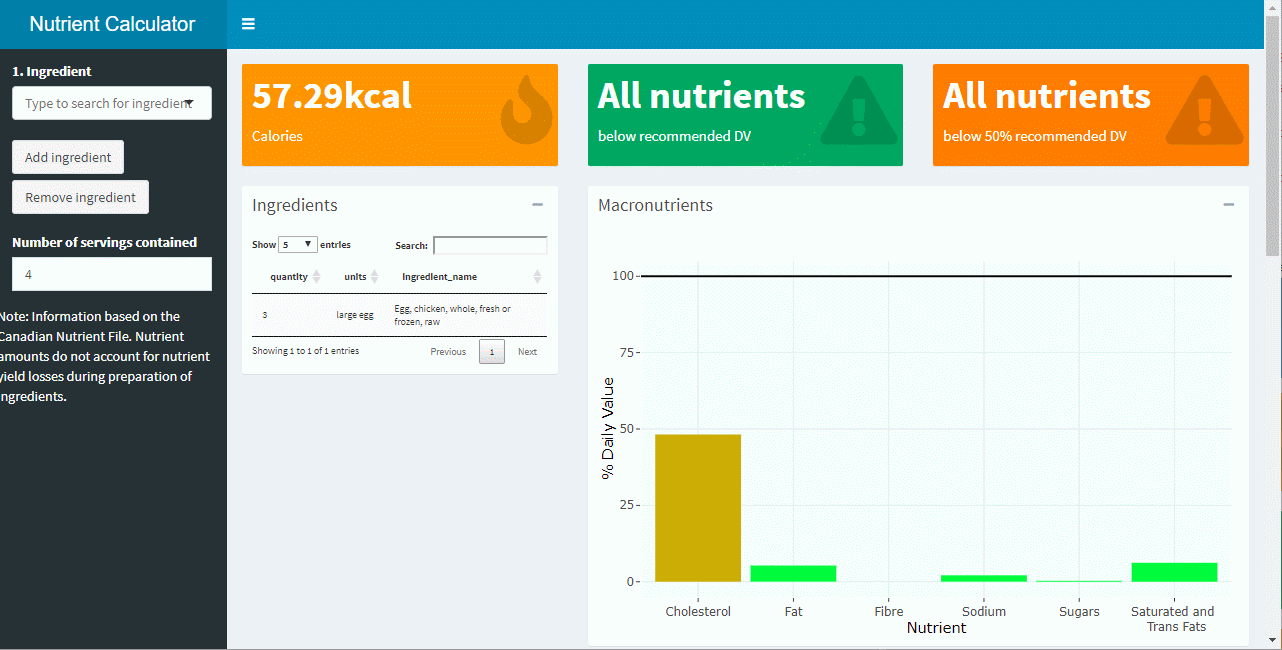 Nutrient Calculator
1. Ingredient
Type to search for ingredient
Add ingredient
Remove ingredient
Number of servings contained
4
Note: Information based on the
Canadian Nutrient File. Nutrient
amounts do not account for nutrient
yield losses during preparation of
ingredients.
57.29kcal
Calories
All nutrients
below recommended DV
All nutrients
below 50% recommended DV
Ingredients
Show 5 entries Search:
quantity units ingredient_name
3 large egg Egg, chicken, whole, fresh or
frozen, raw
Showing 1 to 1 of 1 entries Previous 1 Next
Macronutrients
% Daily Value
100
75
50
25
0
Cholesterol Fat Fibre Sodium Sugars Saturated and
Trans Fats
Nutrient